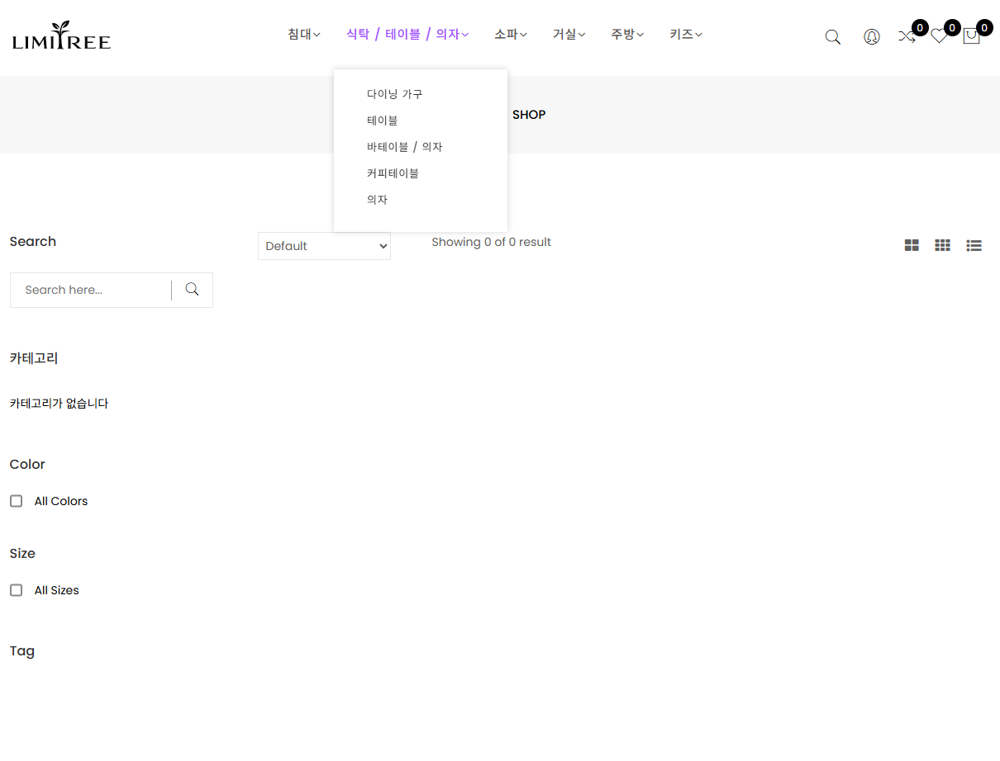 LIMITREE
침대 식탁 / 테이블 / 의자 소파 거실 주방 키즈 0 0 0
다이닝 가구
SHOP
테이블
바테이블 / 의자
커피테이블
의자
Search
Default Showing 0 of 0 result
Search here...
카테고리
카테고리가 없습니다
Color
All Colors
Size
All Sizes
Tag